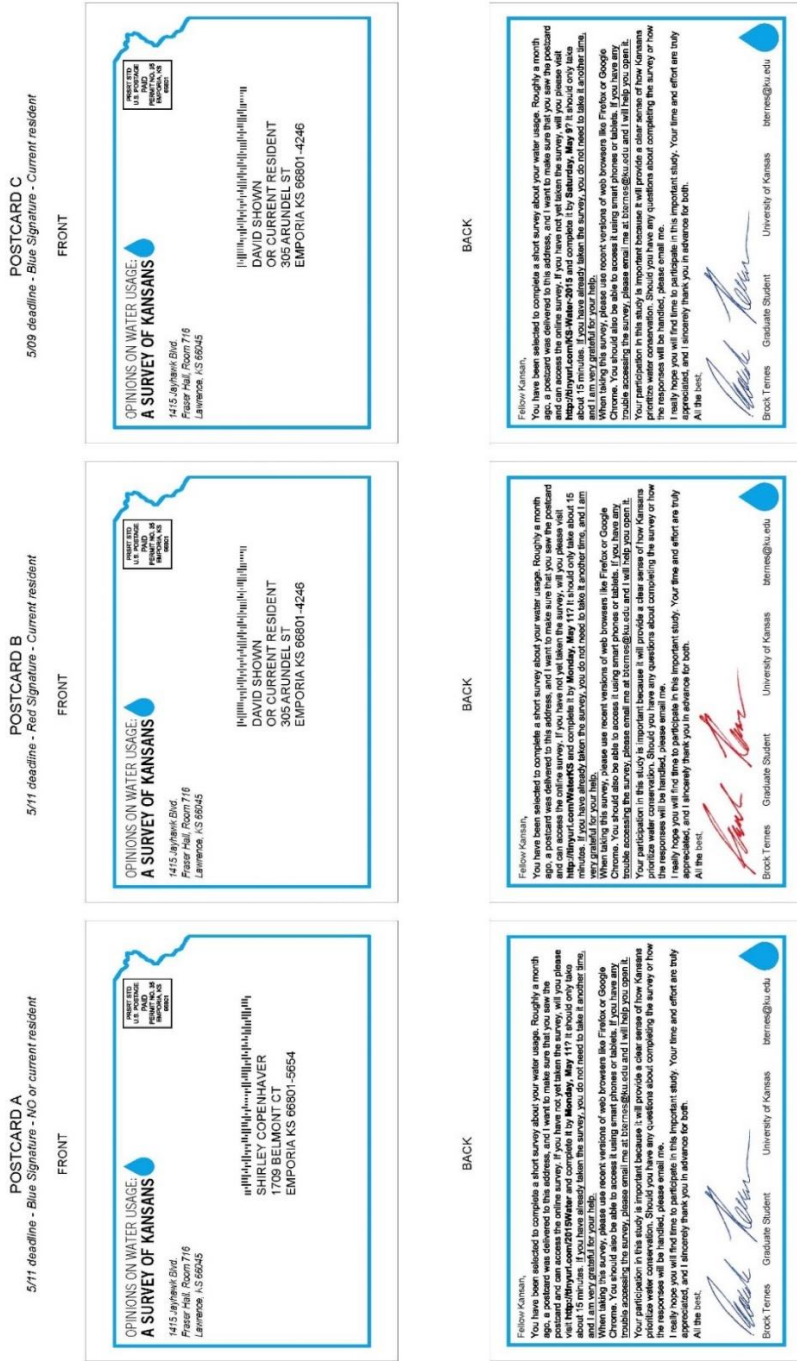 POSTCARD A
5/11 deadline - Blue Signature - NO or current resident
FRONT
OPINIONS ON WATER USAGE:
A SURVEY OF KANSANS
1415 Jayhawk Blvd.
Fraser Hall, Room 716
Lawrence, KS 66045
PRSRT STD
U.S. POSTAGE
PAID
PERMIT NO. 35
EMPORIA, KS
66801
SHIRLEY COPENHAVER
1709 BELMONT CT
EMPORIA KS 66801-5654
BACK
Fellow Kansan,
You have been selected to complete a short survey about your water usage. Roughly a month
ago, a postcard was delivered to this address, and I want to make sure that you saw the
postcard and can access the online survey. If you have not yet taken the survey, will you please
visit http://tinyurl.com/2015Water and complete it by Monday, May 11? It should only take
about 15 minutes. If you have already taken the survey, you do not need to take it another time,
and I am very grateful for your help.
When taking this survey, please use recent versions of web browsers like Firefox or Google
Chrome. You should also be able to access it using smart phones or tablets. If you have any
trouble accessing the survey, please email me at bternes@ku.edu and I will help you open it.
Your participation in this study is important because it will provide a clear sense of how Kansans
prioritize water conservation. Should you have any questions about completing the survey or how
the responses will be handled, please email me.
I really hope you will find time to participate in this important study. Your time and effort are truly
appreciated, and I sincerely thank you in advance for both.
All the best,
Brock Ternes Graduate Student University of Kansas bternes@ku.edu
POSTCARD B
5/11 deadline - Red Signature - Current resident
FRONT
OPINIONS ON WATER USAGE:
A SURVEY OF KANSANS
1415 Jayhawk Blvd.
Fraser Hall, Room 716
Lawrence, KS 66045
PRSRT STD
U.S. POSTAGE
PAID
PERMIT NO. 35
EMPORIA, KS
66801
DAVID SHOWN
OR CURRENT RESIDENT
305 ARUNDEL ST
EMPORIA KS 66801-4246
BACK
Fellow Kansan,
You have been selected to complete a short survey about your water usage. Roughly a month
ago, a postcard was delivered to this address, and I want to make sure that you saw the postcard
and can access the online survey. If you have not yet taken the survey, will you please visit
http://tinyurl.com/WaterKS and complete it by Monday, May 11? It should only take about 15
minutes. If you have already taken the survey, you do not need to take it another time, and I am
very grateful for your help.
When taking this survey, please use recent versions of web browsers like Firefox or Google
Chrome. You should also be able to access it using smart phones or tablets. If you have any
trouble accessing the survey, please email me at bternes@ku.edu and I will help you open it.
Your participation in this study is important because it will provide a clear sense of how Kansans
prioritize water conservation. Should you have any questions about completing the survey or how
the responses will be handled, please email me.
I really hope you will find time to participate in this important study. Your time and effort are truly
appreciated, and I sincerely thank you in advance for both.
All the best,
Brock Ternes Graduate Student University of Kansas bternes@ku.edu
POSTCARD C
5/09 deadline - Blue Signature - Current resident
FRONT
OPINIONS ON WATER USAGE:
A SURVEY OF KANSANS
1415 Jayhawk Blvd.
Fraser Hall, Room 716
Lawrence, KS 66045
PRSRT STD
U.S. POSTAGE
PAID
PERMIT NO. 35
EMPORIA, KS
66801
DAVID SHOWN
OR CURRENT RESIDENT
305 ARUNDEL ST
EMPORIA KS 66801-4246
BACK
Fellow Kansan,
You have been selected to complete a short survey about your water usage. Roughly a month
ago, a postcard was delivered to this address, and I want to make sure that you saw the postcard
and can access the online survey. If you have not yet taken the survey, will you please visit
http://tinyurl.com/KS-Water-2015 and complete it by Saturday, May 9? It should only take
about 15 minutes. If you have already taken the survey, you do not need to take it another time,
and I am very grateful for your help.
When taking this survey, please use recent versions of web browsers like Firefox or Google
Chrome. You should also be able to access it using smart phones or tablets. If you have any
trouble accessing the survey, please email me at bternes@ku.edu and I will help you open it.
Your participation in this study is important because it will provide a clear sense of how Kansans
prioritize water conservation. Should you have any questions about completing the survey or how
the responses will be handled, please email me.
I really hope you will find time to participate in this important study. Your time and effort are truly
appreciated, and I sincerely thank you in advance for both.
All the best,
Brock Ternes Graduate Student University of Kansas bternes@ku.edu